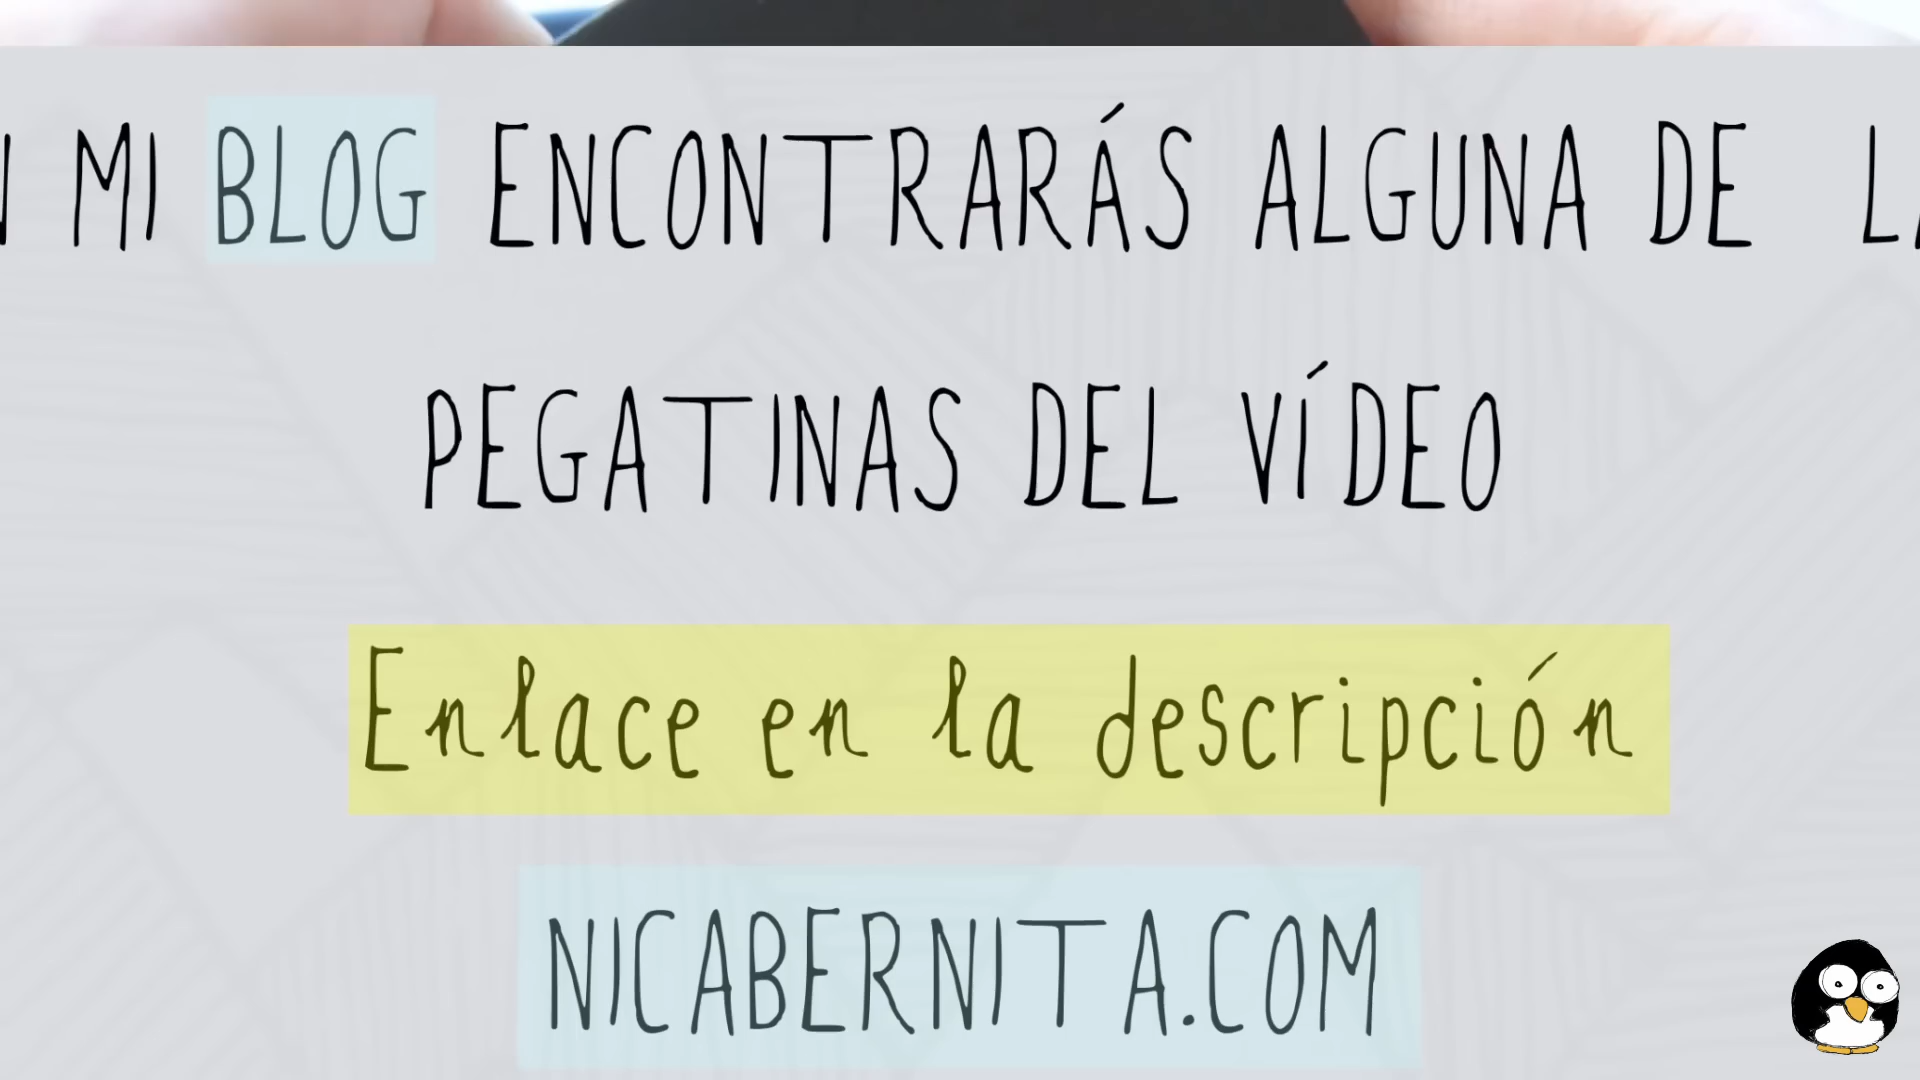 MI BLOG ENCONTRARÁS ALGUNA DE
PEGATINAS DEL VÍDEO
Enlace en la descripción
NICABERNITA.COM